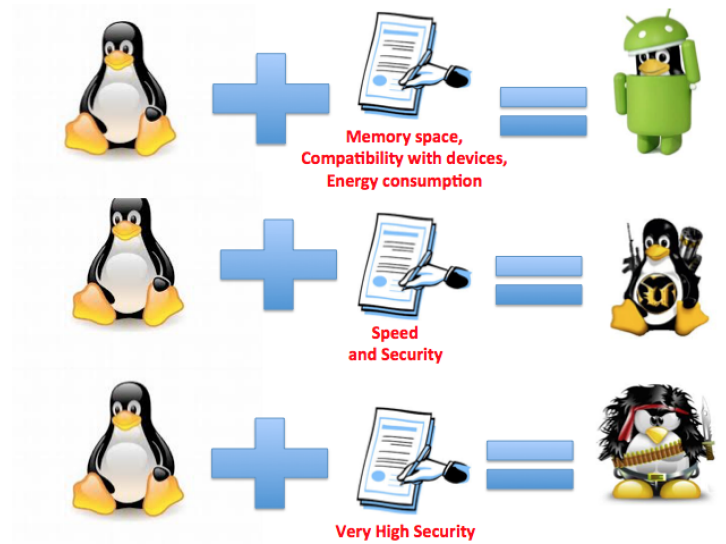 Memory space,
Compatibility with devices,
Energy consumption
Speed
and Security
Very High Security